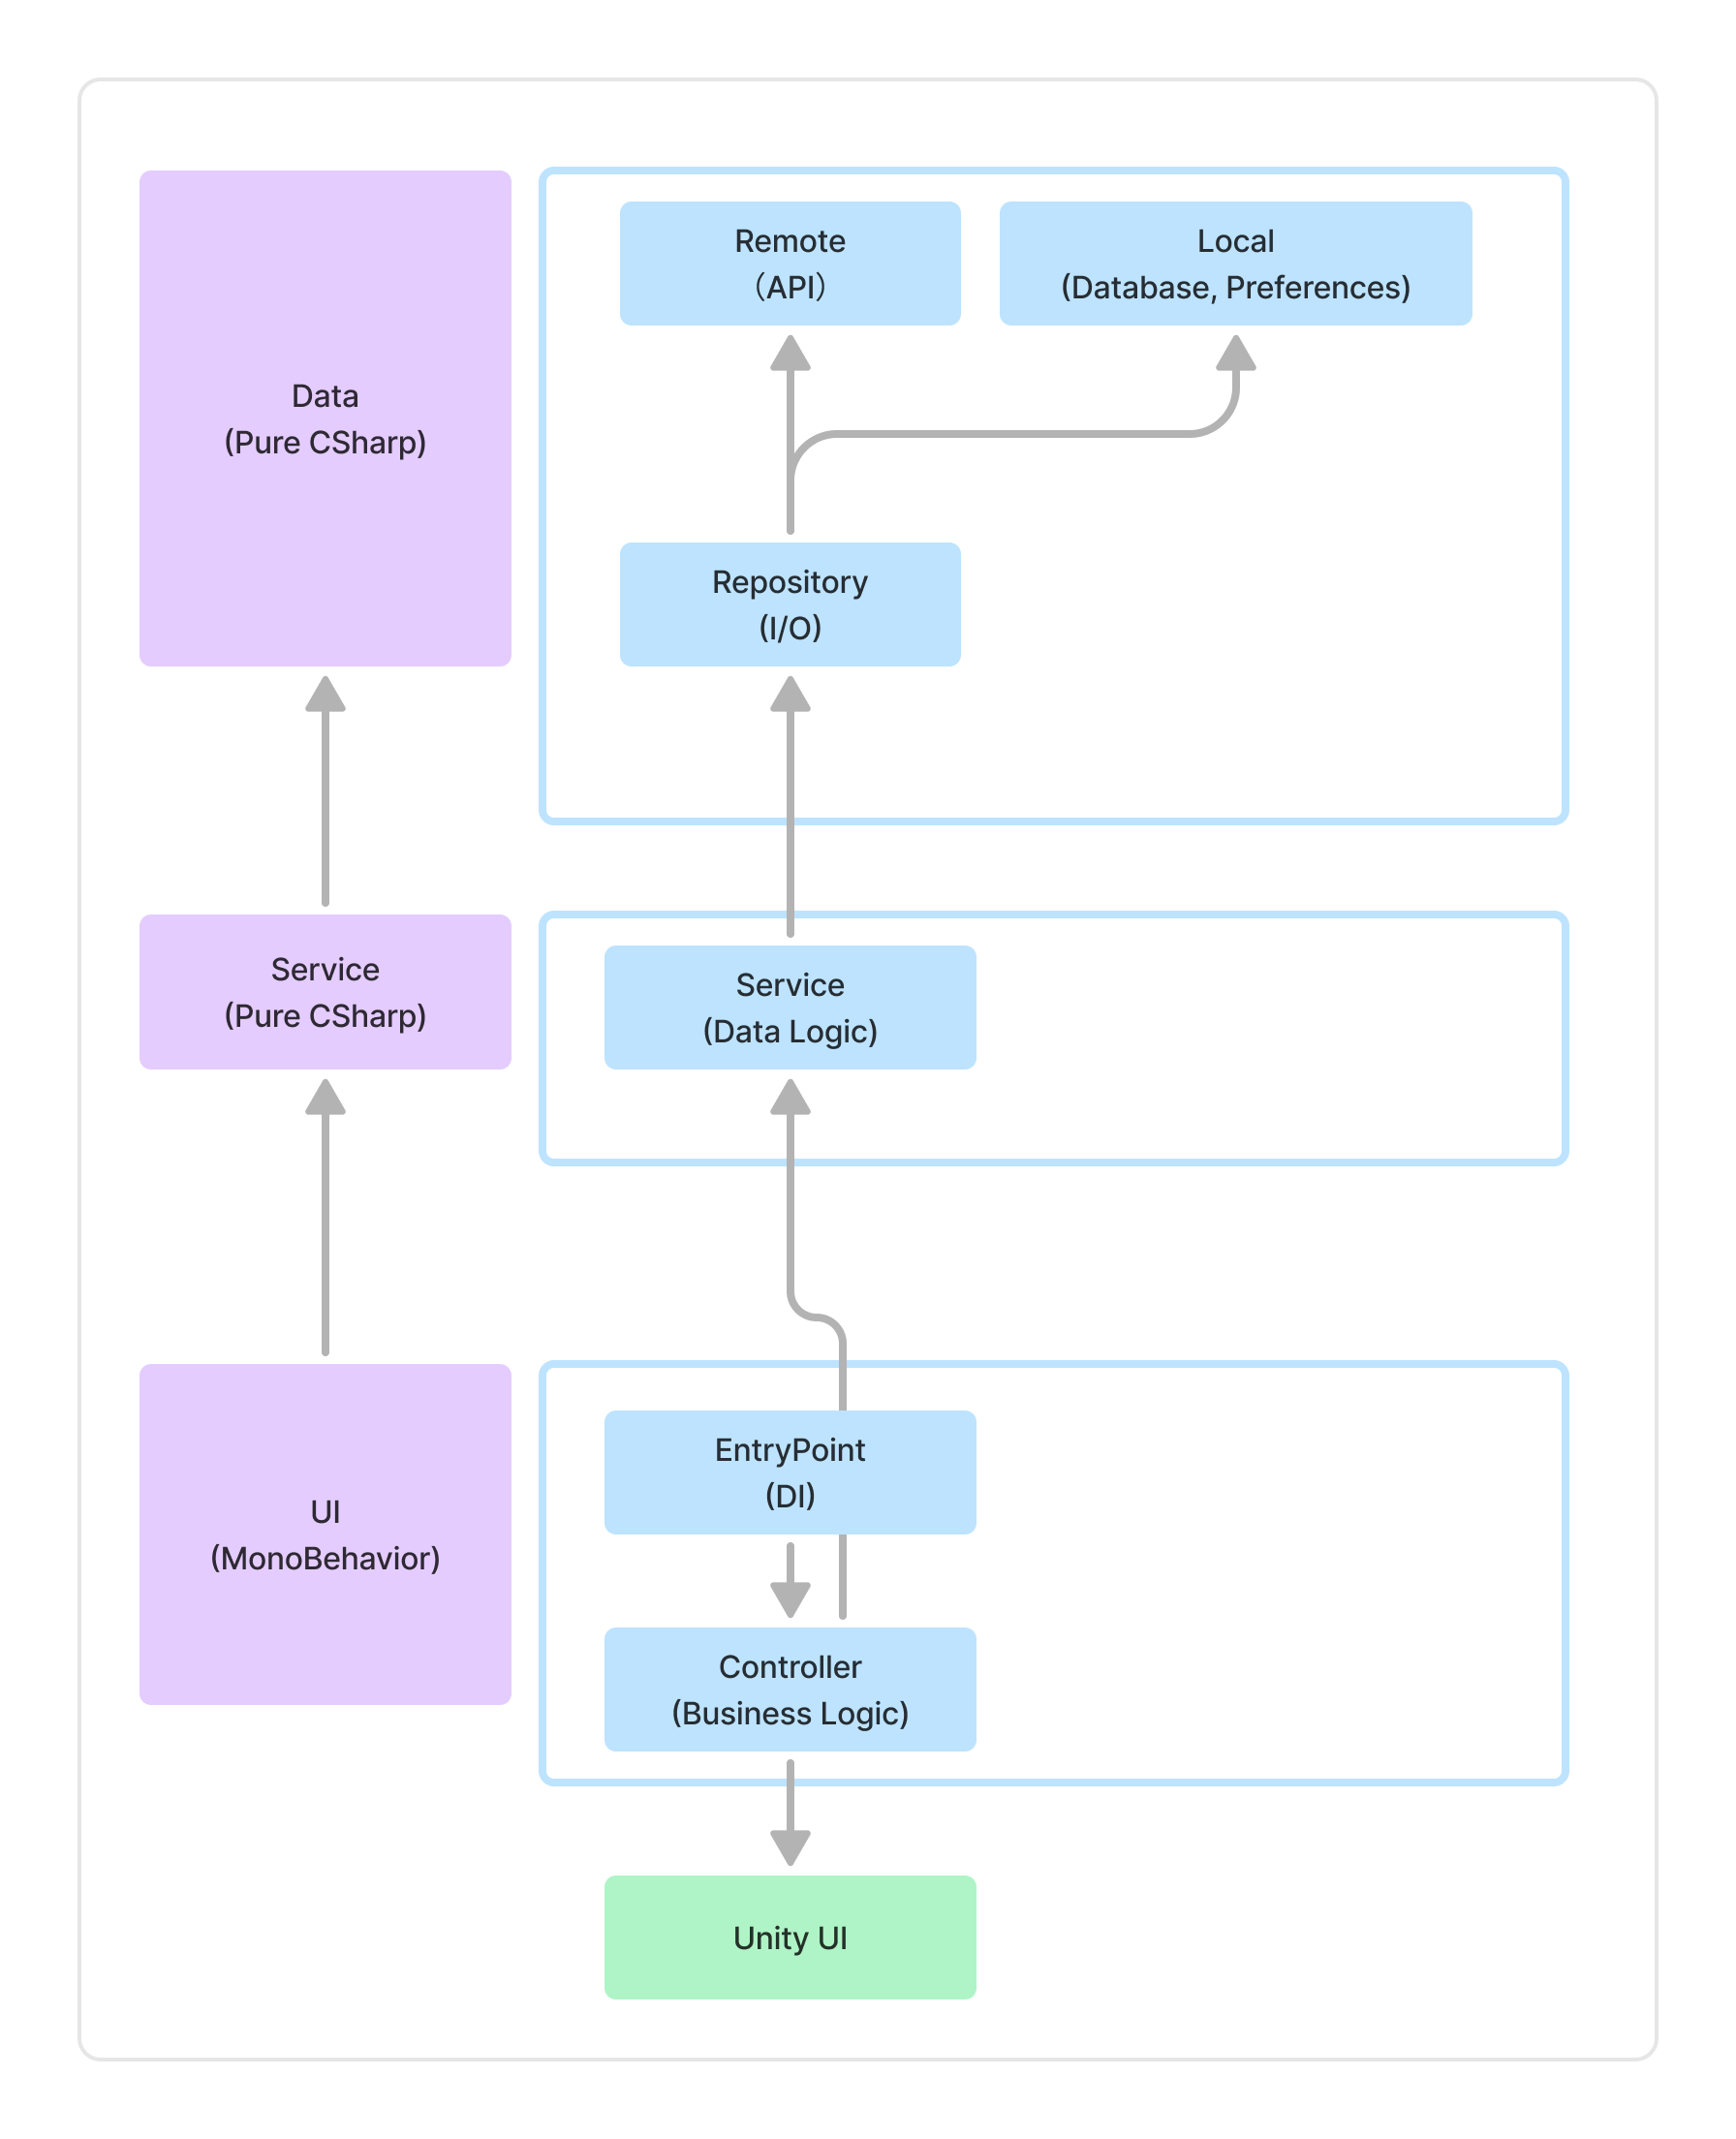 Remote
（API）
Local
(Database, Preferences)
Data
(Pure CSharp)
Repository
(I/O)
Service
(Pure CSharp)
Service
(Data Logic)
EntryPoint
(DI)
UI
(MonoBehavior)
Controller
(Business Logic)
Unity UI